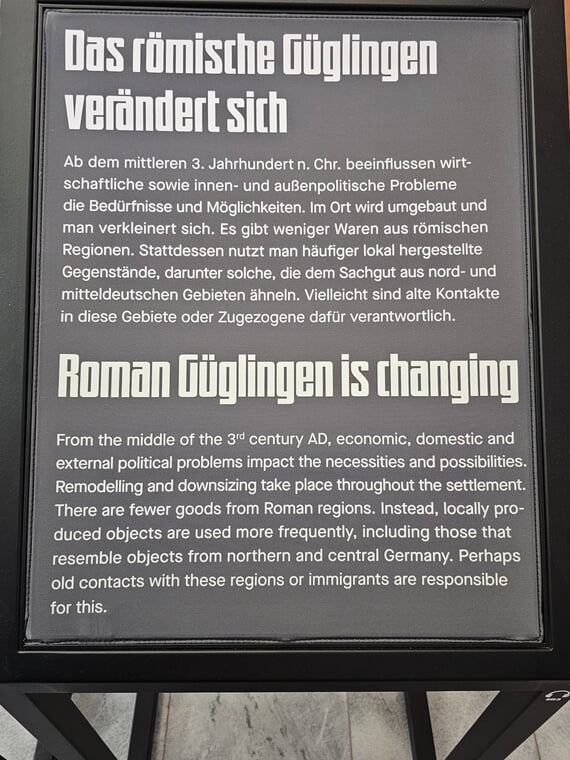 Das römische Güglingen
verändert sich
Ab dem mittleren 3. Jahrhundert n. Chr. beeinflussen wirt-
schaftliche sowie innen- und außenpolitische Probleme
die Bedürfnisse und Möglichkeiten. Im Ort wird umgebaut und
man verkleinert sich. Es gibt weniger Waren aus römischen
Regionen. Stattdessen nutzt man häufiger lokal hergestellte
Gegenstände, darunter solche, die dem Sachgut aus nord- und
mitteldeutschen Gebieten ähneln. Vielleicht sind alte Kontakte
in diese Gebiete oder Zugezogene dafür verantwortlich.
Roman Güglingen is changing
From the middle of the 3rd century AD, economic, domestic and
external political problems impact the necessities and possibilities.
Remodelling and downsizing take place throughout the settlement.
There are fewer goods from Roman regions. Instead, locally pro-
duced objects are used more frequently, including those that
resemble objects from northern and central Germany. Perhaps
old contacts with these regions or immigrants are responsible
for this.